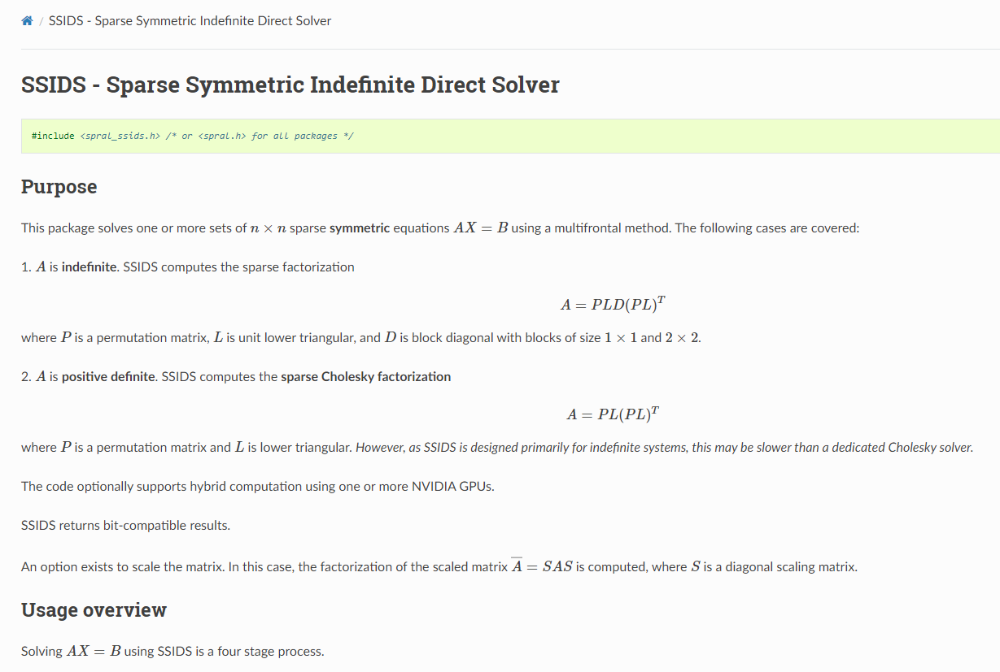 / SSIDS - Sparse Symmetric Indefinite Direct Solver
SSIDS - Sparse Symmetric Indefinite Direct Solver
#include <spral_ssids.h> /* or <spral.h> for all packages */
Purpose
This package solves one or more sets of n × n sparse symmetric equations AX = B using a multifrontal method. The following cases are covered:
1. A is indefinite. SSIDS computes the sparse factorization
A = PLD(PL)^T
where P is a permutation matrix, L is unit lower triangular, and D is block diagonal with blocks of size 1 × 1 and 2 × 2.
2. A is positive definite. SSIDS computes the sparse Cholesky factorization
A = PL(PL)^T
where P is a permutation matrix and L is lower triangular. However, as SSIDS is designed primarily for indefinite systems, this may be slower than a dedicated Cholesky solver.
The code optionally supports hybrid computation using one or more NVIDIA GPUs.
SSIDS returns bit-compatible results.
An option exists to scale the matrix. In this case, the factorization of the scaled matrix A̅ = SAS is computed, where S is a diagonal scaling matrix.
Usage overview
Solving AX = B using SSIDS is a four stage process.